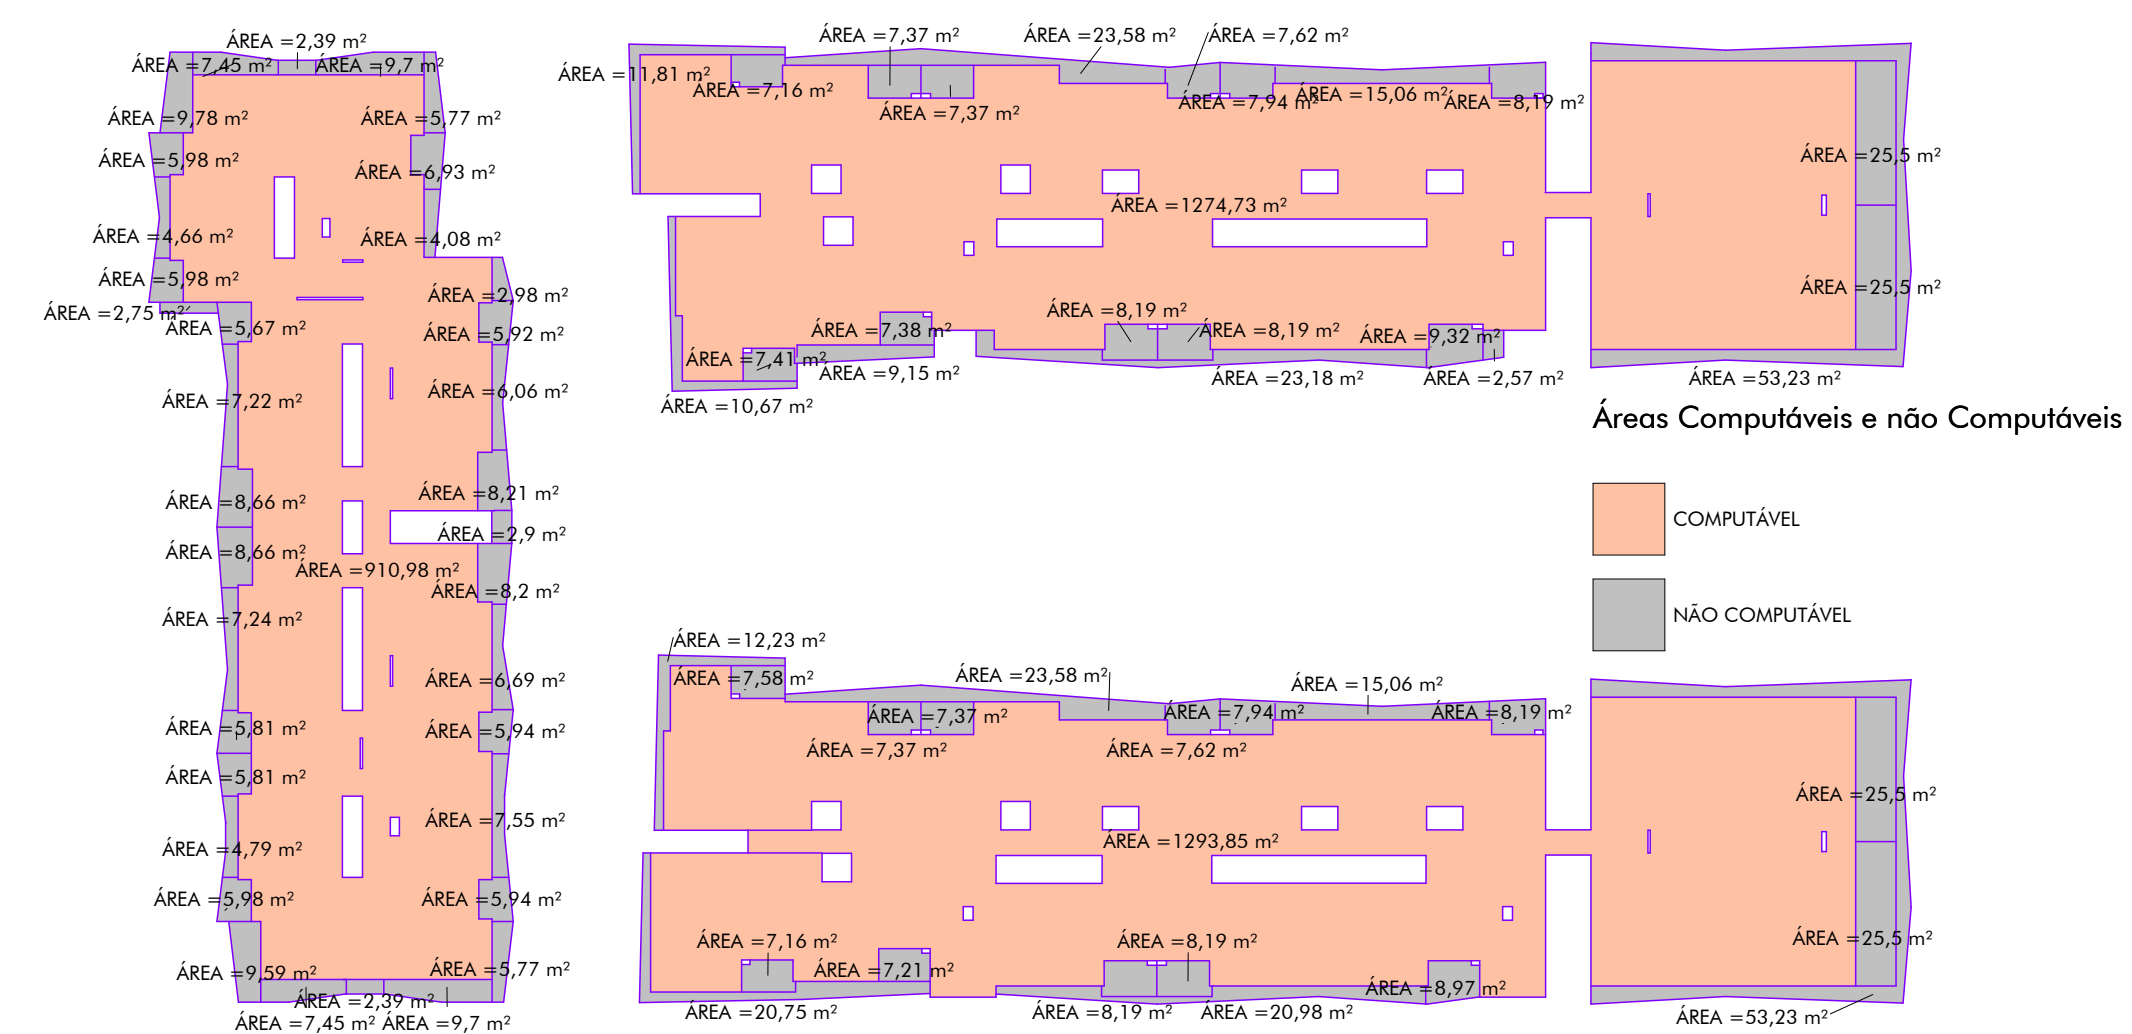 ÁREA =2,39 m²
ÁREA =7,45 m²
ÁREA =9,7 m²
ÁREA =9,78 m²
ÁREA =5,77 m²
ÁREA =5,98 m²
ÁREA =6,93 m²
ÁREA =4,66 m²
ÁREA =4,08 m²
ÁREA =5,98 m²
ÁREA =2,98 m²
ÁREA =2,75 m²
ÁREA =5,67 m²
ÁREA =5,92 m²
ÁREA =7,22 m²
ÁREA =6,06 m²
ÁREA =8,66 m²
ÁREA =8,21 m²
ÁREA =2,9 m²
ÁREA =8,66 m²
ÁREA =910,98 m²
ÁREA =8,2 m²
ÁREA =7,24 m²
ÁREA =6,69 m²
ÁREA =5,81 m²
ÁREA =5,94 m²
ÁREA =5,81 m²
ÁREA =7,55 m²
ÁREA =4,79 m²
ÁREA =5,98 m²
ÁREA =5,94 m²
ÁREA =9,59 m²
ÁREA =5,77 m²
ÁREA =2,39 m²
ÁREA =7,45 m²
ÁREA =9,7 m²
ÁREA =7,37 m²
ÁREA =23,58 m²
ÁREA =7,62 m²
ÁREA =11,81 m²
ÁREA =7,16 m²
ÁREA =7,37 m²
ÁREA =7,94 m²
ÁREA =15,06 m²
ÁREA =8,19 m²
ÁREA =25,5 m²
ÁREA =1274,73 m²
ÁREA =25,5 m²
ÁREA =8,19 m²
ÁREA =7,38 m²
ÁREA =8,19 m²
ÁREA =9,32 m²
ÁREA =7,41 m²
ÁREA =9,15 m²
ÁREA =23,18 m²
ÁREA =2,57 m²
ÁREA =53,23 m²
ÁREA =10,67 m²
Áreas Computáveis e não Computáveis
COMPUTÁVEL
NÃO COMPUTÁVEL
ÁREA =12,23 m²
ÁREA =7,58 m²
ÁREA =23,58 m²
ÁREA =15,06 m²
ÁREA =7,37 m²
ÁREA =7,94 m²
ÁREA =8,19 m²
ÁREA =7,37 m²
ÁREA =7,62 m²
ÁREA =25,5 m²
ÁREA =1293,85 m²
ÁREA =25,5 m²
ÁREA =7,16 m²
ÁREA =8,19 m²
ÁREA =7,21 m²
ÁREA =8,97 m²
ÁREA =20,75 m²
ÁREA =8,19 m²
ÁREA =20,98 m²
ÁREA =53,23 m²